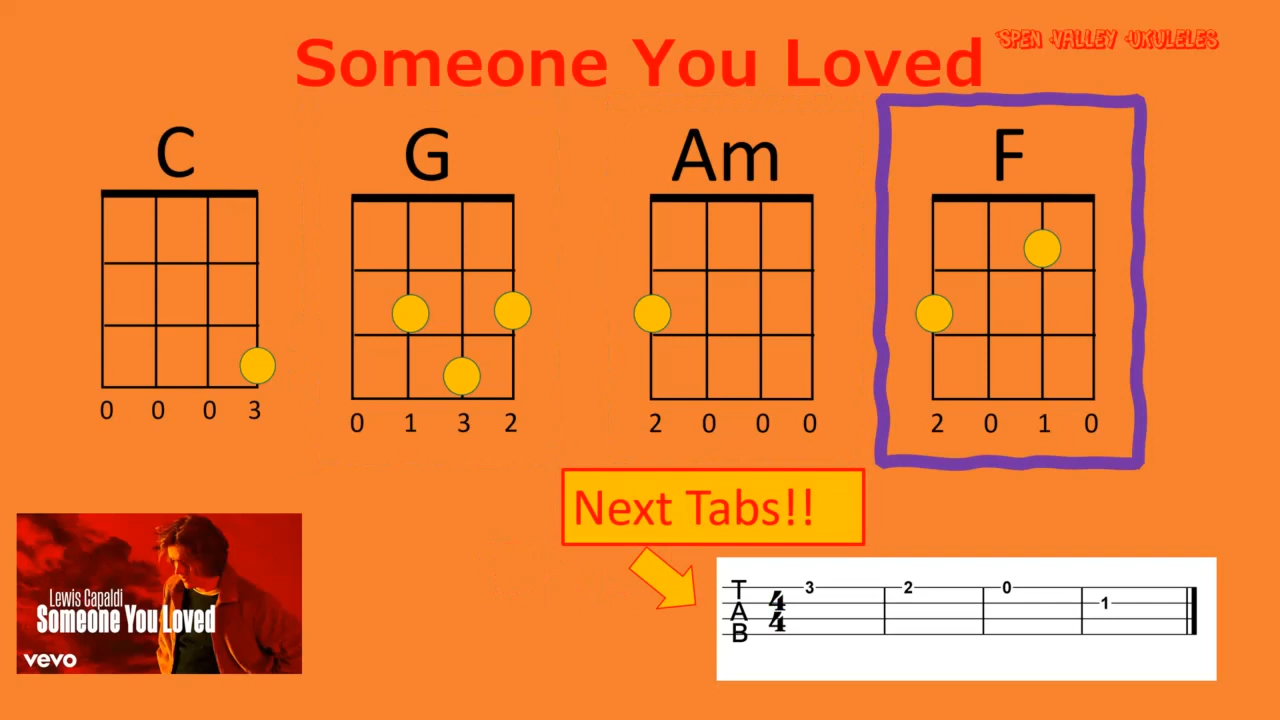 Someone You Loved
SPEN VALLEY UKULELES
C G Am F
0 0 0 3
0 1 3 2
2 0 0 0
2 0 1 0
Next Tabs!!
Lewis Capaldi
Someone You Loved
vevo
T A B
4 4
3 2 0 1